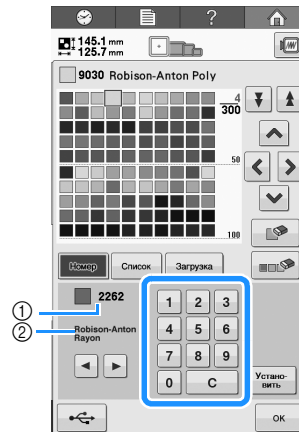 ?
145.1 mm
125.7 mm
9030 Robison-Anton Poly
4
300
50
100
Номер
Список
Загрузка
① 2262
② Robison-Anton
Rayon
1 2 3
4 5 6
7 8 9
0 C
Устано-
вить
OK